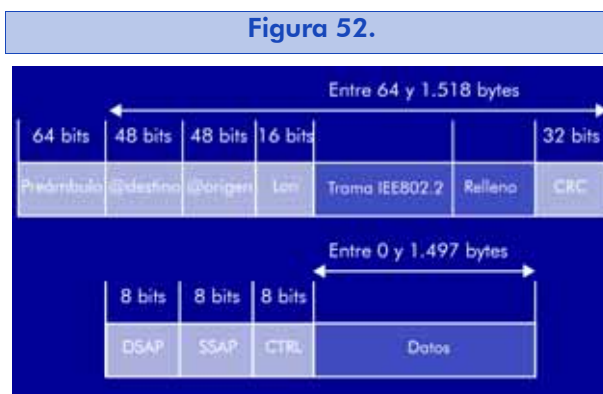 Figura 52.
Entre 64 y 1.518 bytes
64 bits 48 bits 48 bits 16 bits 32 bits
Preámbulo @destino @origen Lon Trama IEE802.2 Relleno CRC
Entre 0 y 1.497 bytes
8 bits 8 bits 8 bits
DSAP SSAP CTRL Datos